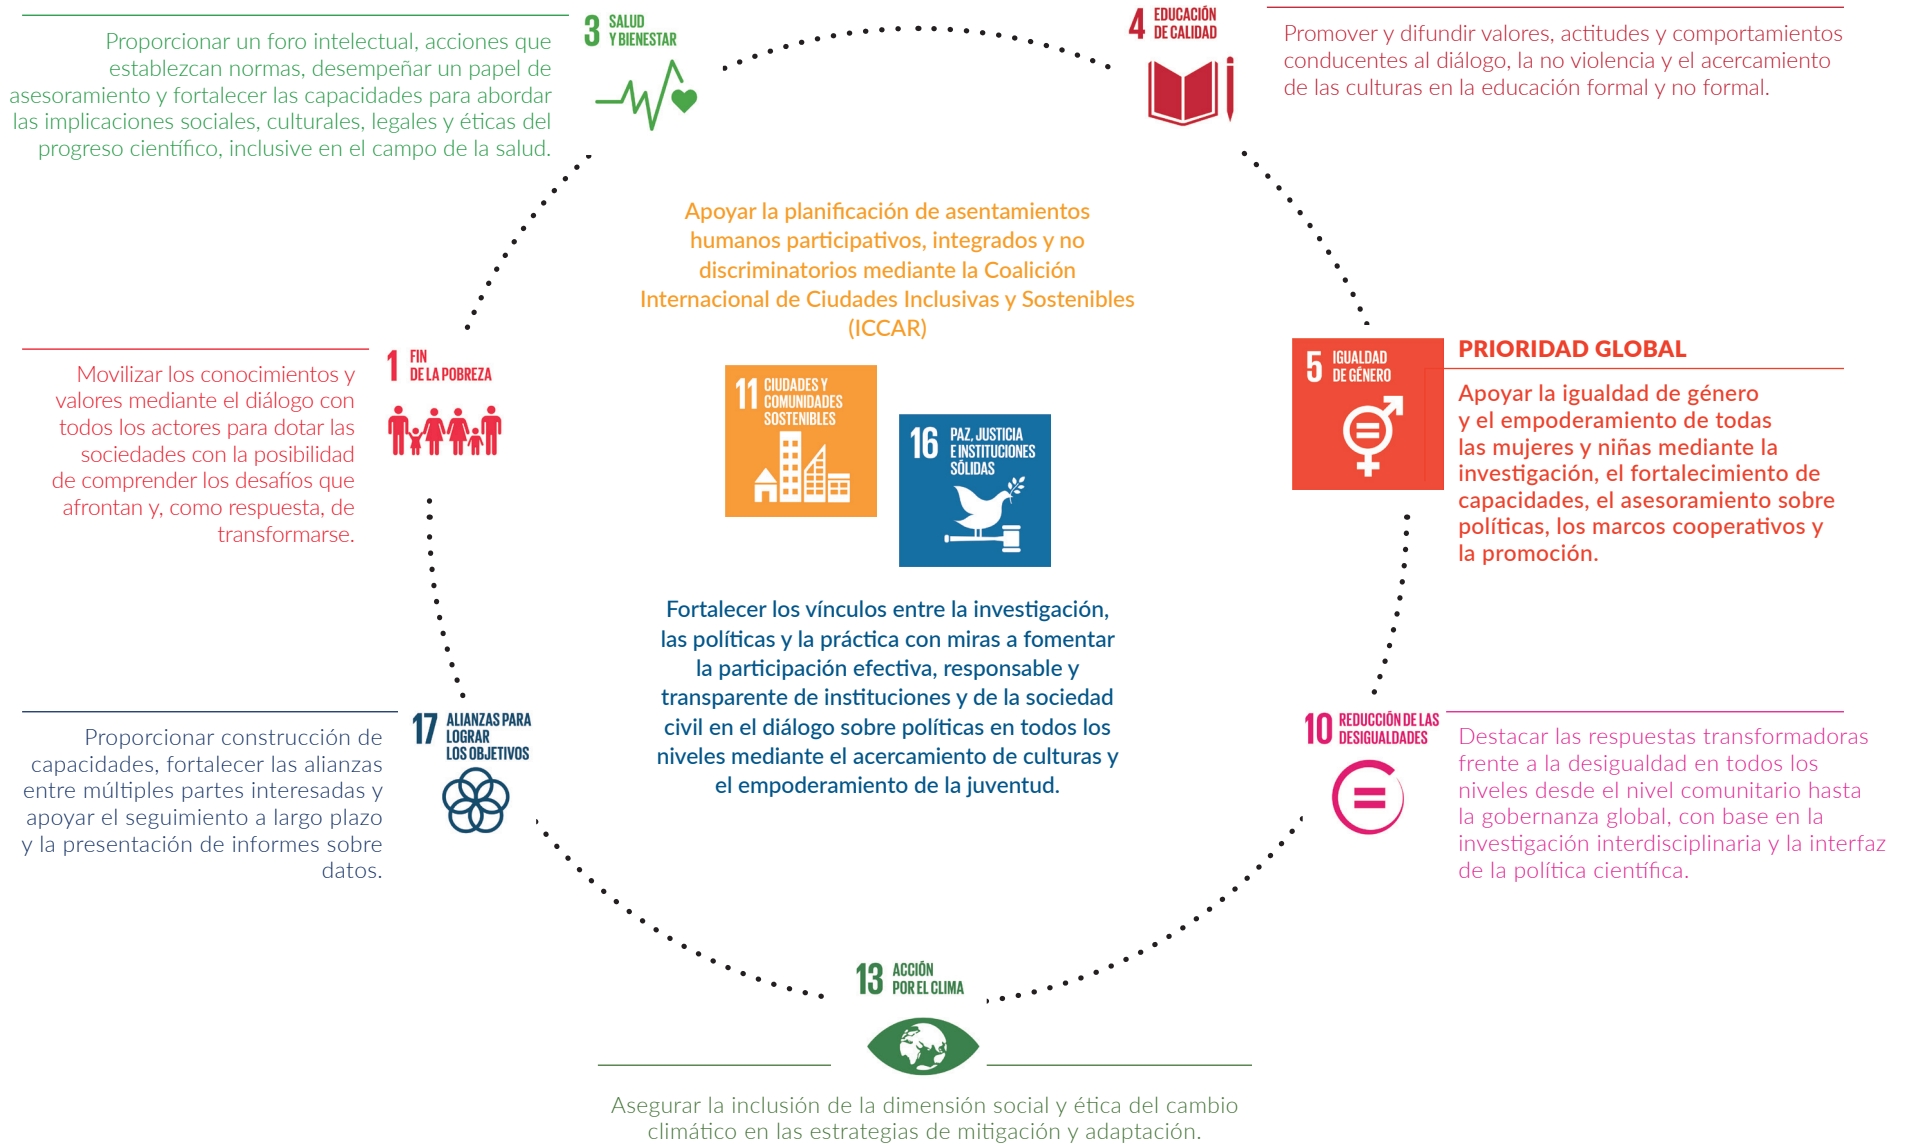 3 SALUD
Y BIENESTAR
Proporcionar un foro intelectual, acciones que
establezcan normas, desempeñar un papel de
asesoramiento y fortalecer las capacidades para abordar
las implicaciones sociales, culturales, legales y éticas del
progreso científico, inclusive en el campo de la salud.
4 EDUCACIÓN
DE CALIDAD
Promover y difundir valores, actitudes y comportamientos
conducentes al diálogo, la no violencia y el acercamiento
de las culturas en la educación formal y no formal.
Apoyar la planificación de asentamientos
humanos participativos, integrados y no
discriminatorios mediante la Coalición
Internacional de Ciudades Inclusivas y Sostenibles
(ICCAR)
1 FIN
DE LA POBREZA
Movilizar los conocimientos y
valores mediante el diálogo con
todos los actores para dotar las
sociedades con la posibilidad
de comprender los desafíos que
afrontan y, como respuesta, de
transformarse.
11 CIUDADES Y
COMUNIDADES
SOSTENIBLES
16 PAZ, JUSTICIA
E INSTITUCIONES
SÓLIDAS
5 IGUALDAD
DE GÉNERO
PRIORIDAD GLOBAL
Apoyar la igualdad de género
y el empoderamiento de todas
las mujeres y niñas mediante la
investigación, el fortalecimiento de
capacidades, el asesoramiento sobre
políticas, los marcos cooperativos y
la promoción.
Fortalecer los vínculos entre la investigación,
las políticas y la práctica con miras a fomentar
la participación efectiva, responsable y
transparente de instituciones y de la sociedad
civil en el diálogo sobre políticas en todos los
niveles mediante el acercamiento de culturas y
el empoderamiento de la juventud.
17 ALIANZAS PARA
LOGRAR
LOS OBJETIVOS
Proporcionar construcción de
capacidades, fortalecer las alianzas
entre múltiples partes interesadas y
apoyar el seguimiento a largo plazo
y la presentación de informes sobre
datos.
10 REDUCCIÓN DE LAS
DESIGUALDADES
Destacar las respuestas transformadoras
frente a la desigualdad en todos los
niveles desde el nivel comunitario hasta
la gobernanza global, con base en la
investigación interdisciplinaria y la interfaz
de la política científica.
13 ACCIÓN
POR EL CLIMA
Asegurar la inclusión de la dimensión social y ética del cambio
climático en las estrategias de mitigación y adaptación.